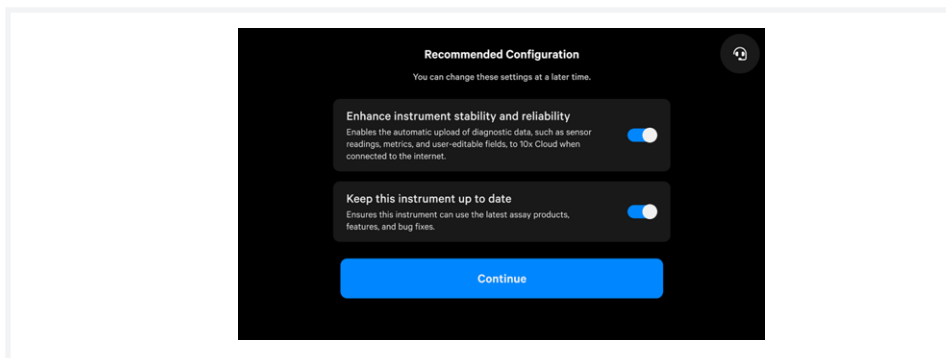 Recommended Configuration
You can change these settings at a later time.
Enhance instrument stability and reliability
Enables the automatic upload of diagnostic data, such as sensor
readings, metrics, and user-editable fields, to 10x Cloud when
connected to the internet.
Keep this instrument up to date
Ensures this instrument can use the latest assay products,
features, and bug fixes.
Continue